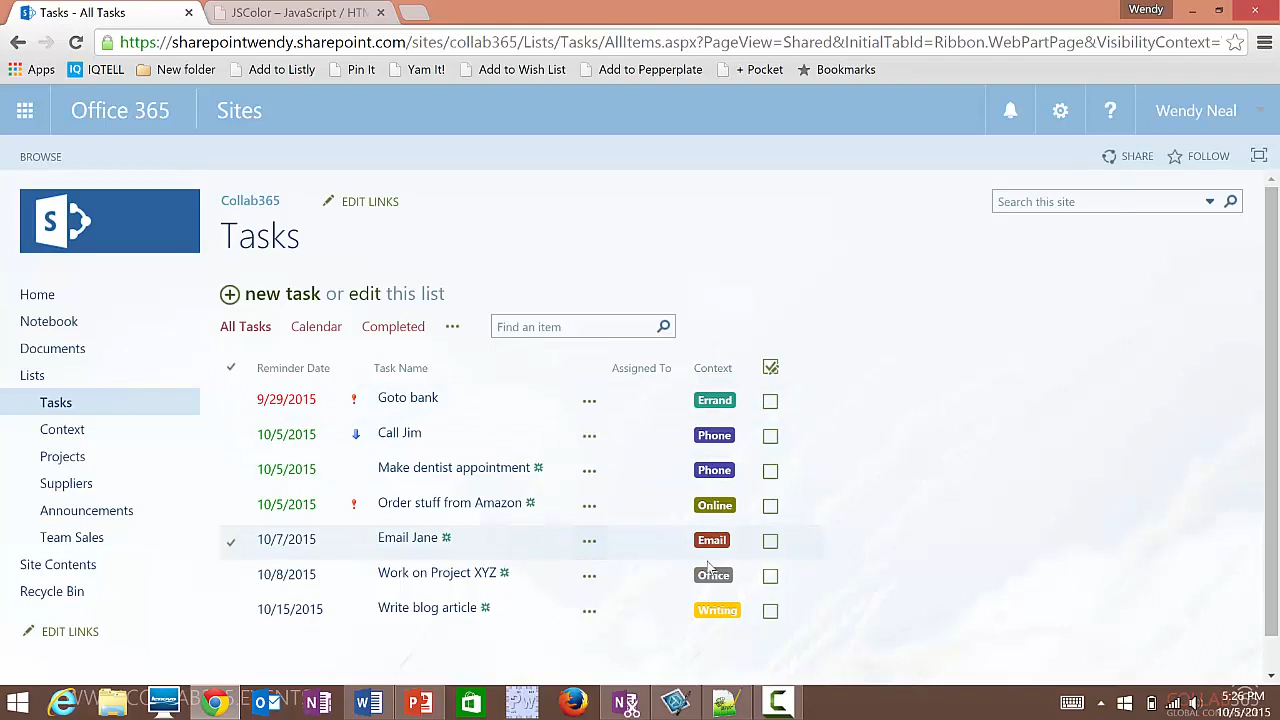 Tasks - All Tasks
JSColor – JavaScript / HTM
Wendy
https://sharepointwendy.sharepoint.com/sites/collab365/Lists/Tasks/AllItems.aspx?PageView=Shared&InitialTabId=Ribbon.WebPartPage&VisibilityContext=
Apps IQTELL New folder Add to Listly Pin It Yam It! Add to Wish List Add to Pepperplate + Pocket Bookmarks
Office 365 Sites ? Wendy Neal
BROWSE SHARE FOLLOW
Collab365 EDIT LINKS Search this site
Tasks
Home
Notebook
Documents
Lists
Tasks
Context
Projects
Suppliers
Announcements
Team Sales
Site Contents
Recycle Bin
EDIT LINKS
new task or edit this list
All Tasks Calendar Completed ••• Find an item
Reminder Date Task Name Assigned To Context
9/29/2015 ! Goto bank ••• Errand
10/5/2015 Call Jim ••• Phone
10/5/2015 Make dentist appointment ••• Phone
10/5/2015 ! Order stuff from Amazon ••• Online
10/7/2015 Email Jane ••• Email
10/8/2015 Work on Project XYZ ••• Office
10/15/2015 Write blog article ••• Writing
5:26 PM
10/5/2015